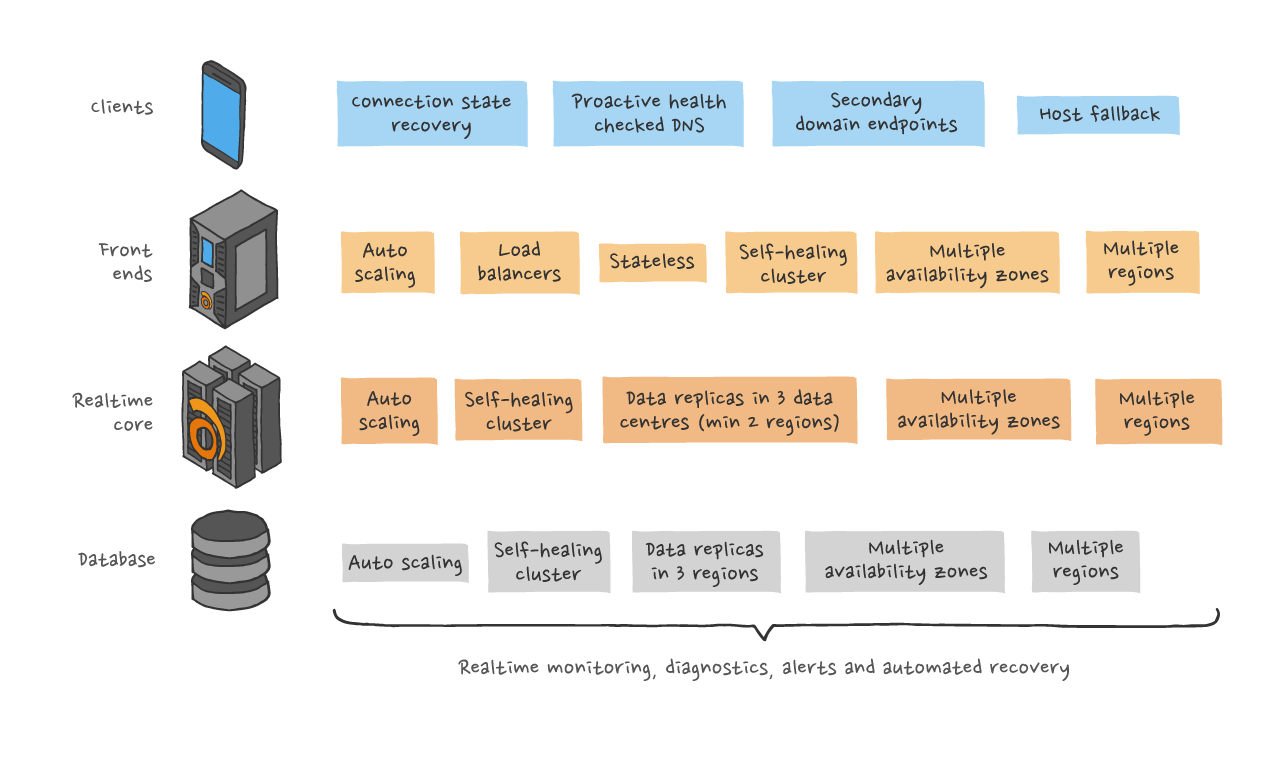 Clients
Connection state
recovery
Proactive health
checked DNS
Secondary
domain endpoints
Host fallback
Front
ends
Auto
scaling
Load
balancers
Stateless
Self-healing
cluster
Multiple
availability zones
Multiple
regions
Realtime
core
Auto
scaling
Self-healing
cluster
Data replicas in 3 data
centres (min 2 regions)
Multiple
availability zones
Multiple
regions
Database
Auto scaling
Self-healing
cluster
Data replicas
in 3 regions
Multiple
availability zones
Multiple
regions
Realtime monitoring, diagnostics, alerts and automated recovery